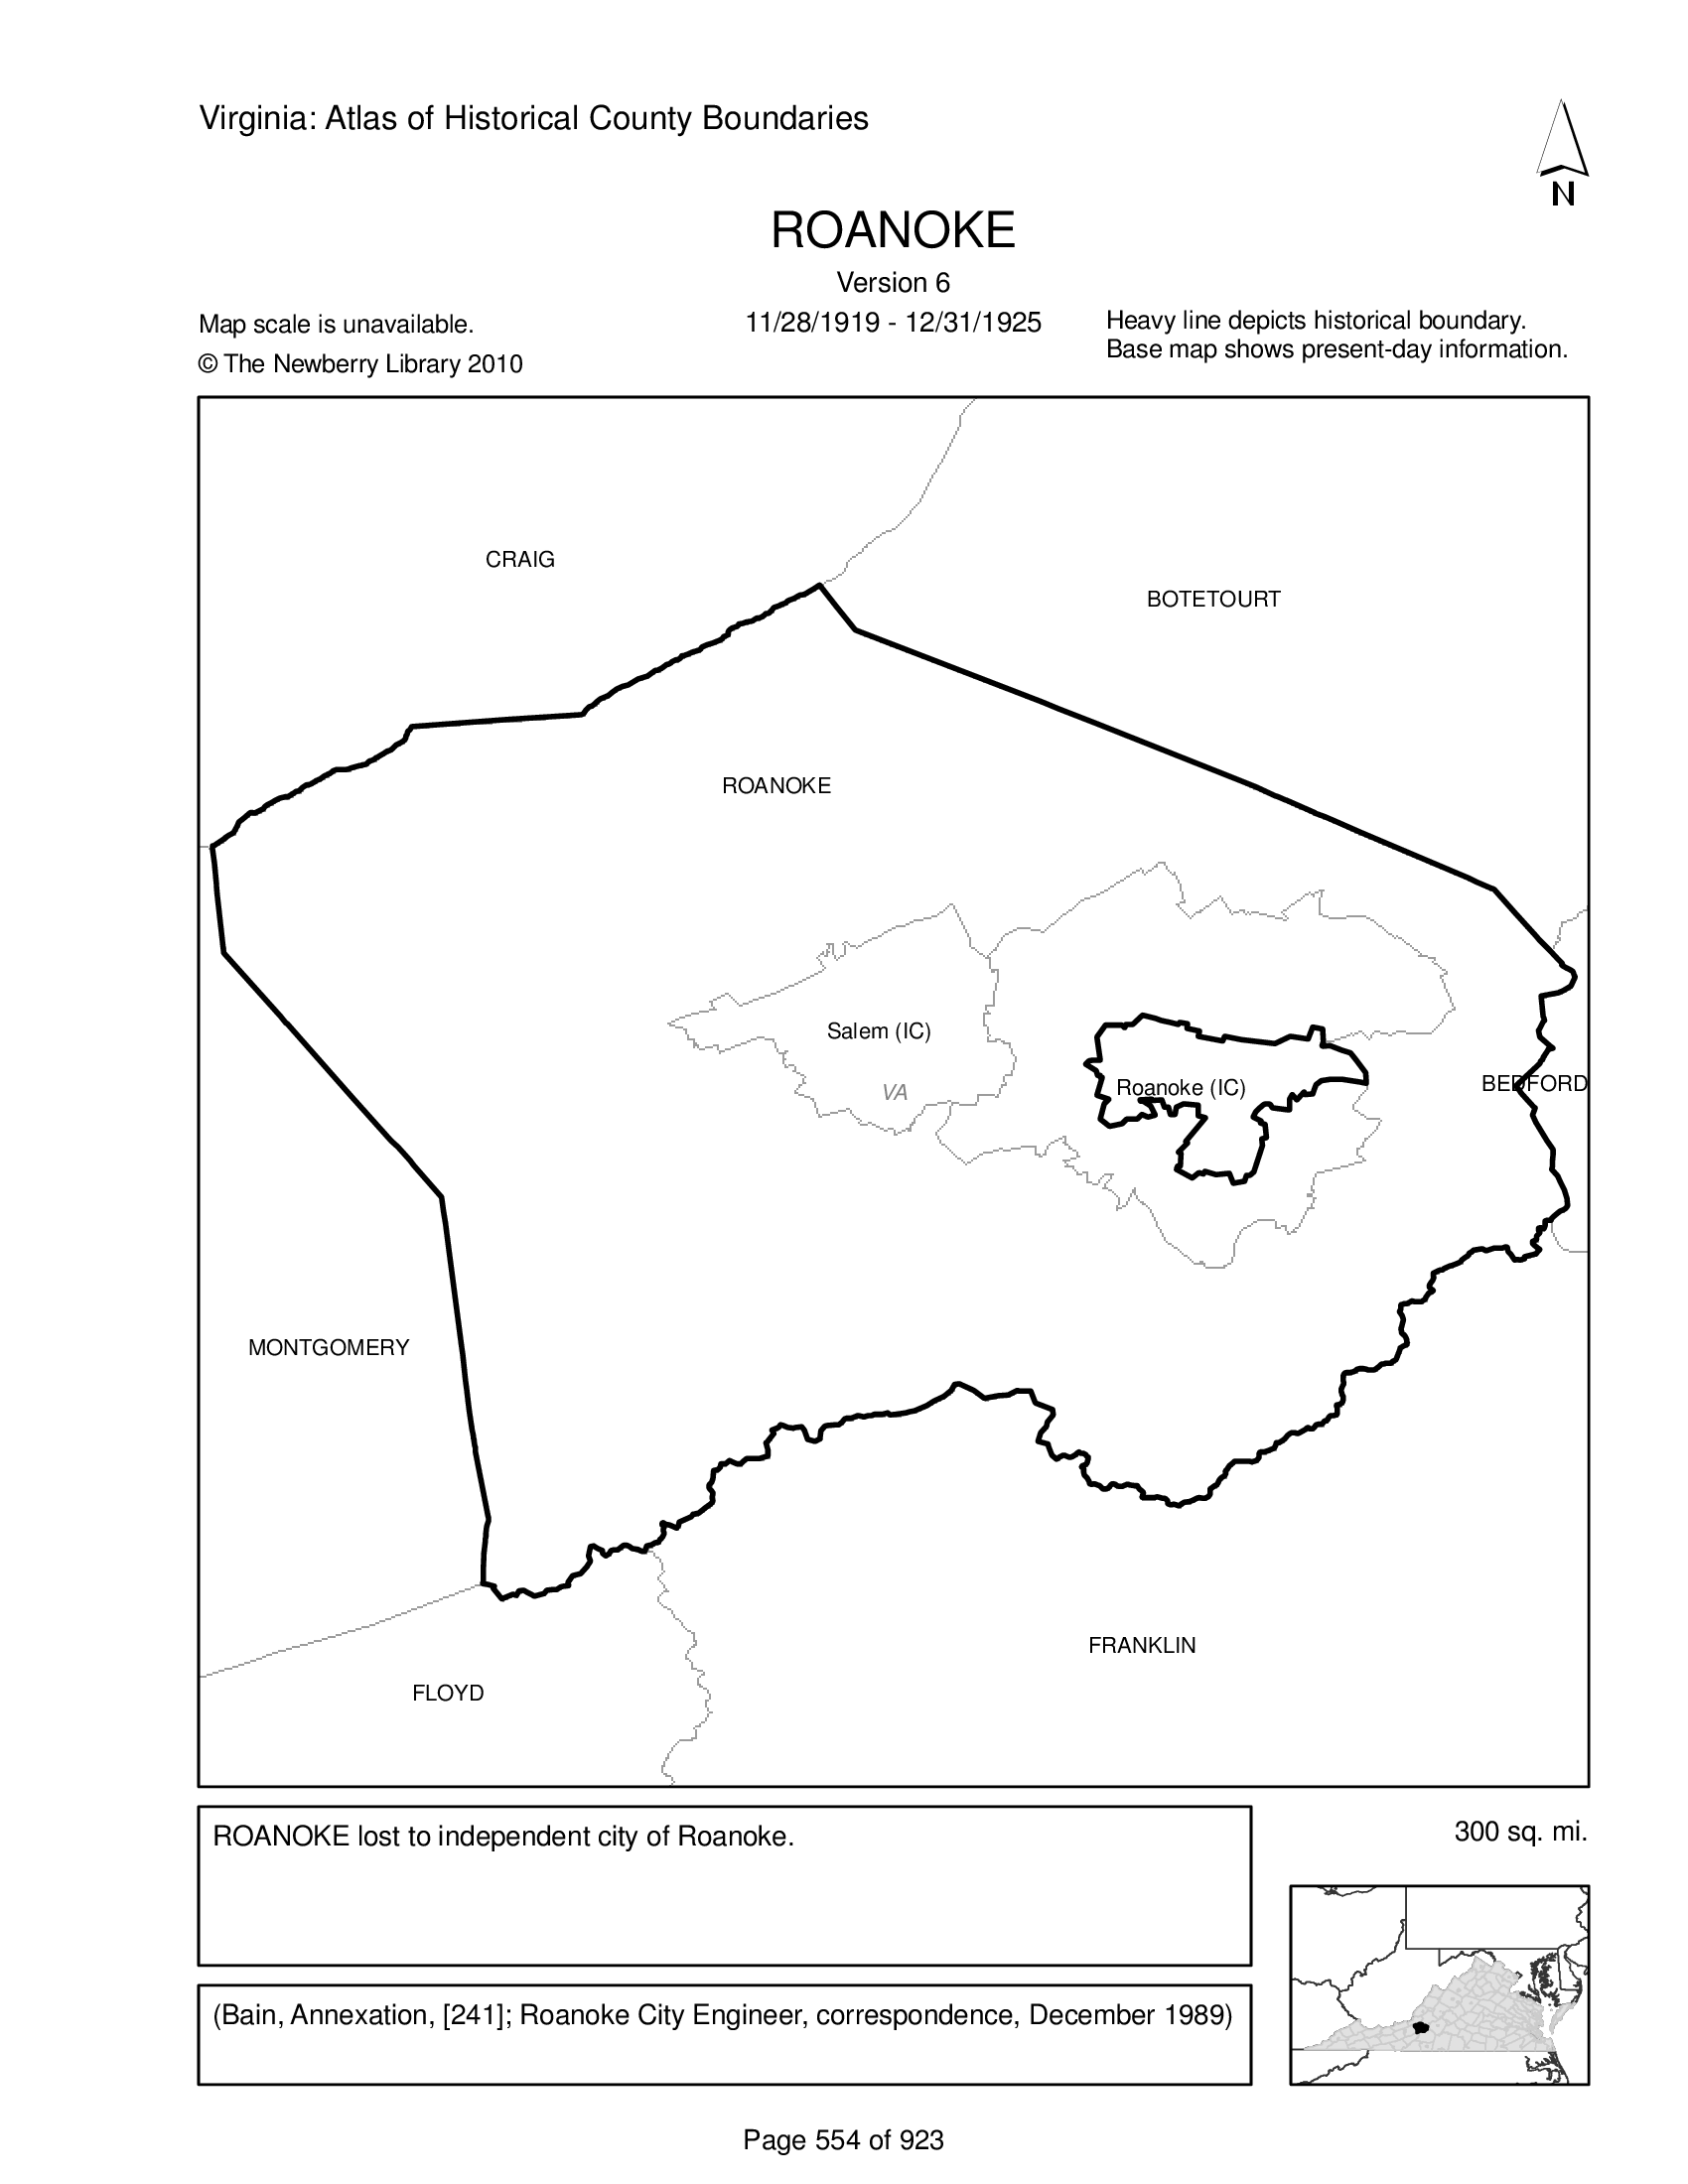 Virginia: Atlas of Historical County Boundaries
N
ROANOKE
Version 6
11/28/1919 - 12/31/1925
Map scale is unavailable.
© The Newberry Library 2010
Heavy line depicts historical boundary.
Base map shows present-day information.
CRAIG
BOTETOURT
ROANOKE
Salem (IC)
VA
Roanoke (IC)
BEDFORD
MONTGOMERY
FRANKLIN
FLOYD
ROANOKE lost to independent city of Roanoke.
300 sq. mi.
(Bain, Annexation, [241]; Roanoke City Engineer, correspondence, December 1989)
Page 554 of 923